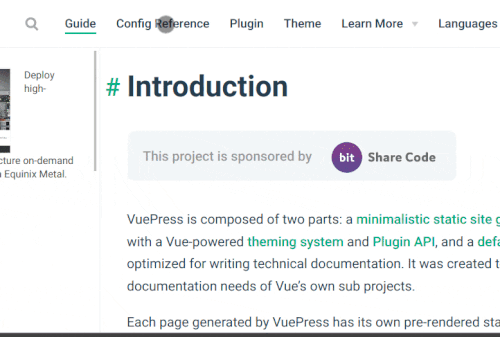 Guide Config Reference Plugin Theme Learn More Languages
Deploy
high-
cture on-demand
Equinix Metal.
# Introduction
This project is sponsored by bit Share Code
VuePress is composed of two parts: a minimalistic static site g
with a Vue-powered theming system and Plugin API, and a defa
optimized for writing technical documentation. It was created t
documentation needs of Vue's own sub projects.
Each page generated by VuePress has its own pre-rendered sta